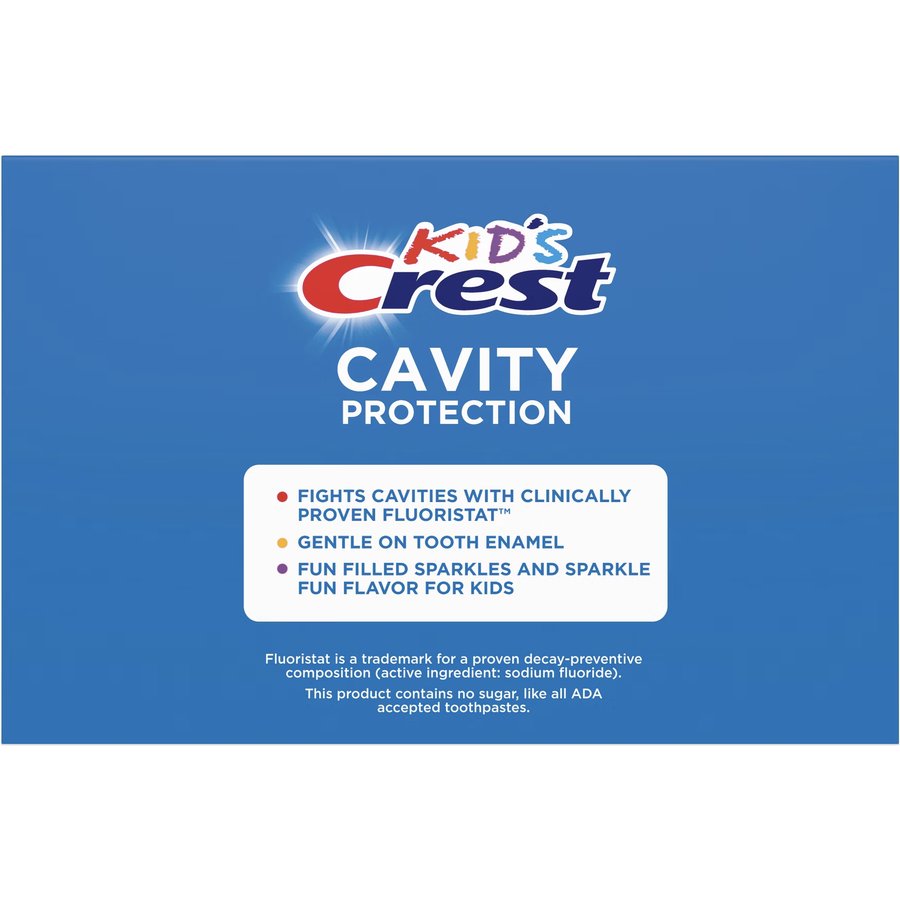 KID'S
Crest
CAVITY
PROTECTION
FIGHTS CAVITIES WITH CLINICALLY
PROVEN FLUORISTAT™
GENTLE ON TOOTH ENAMEL
FUN FILLED SPARKLES AND SPARKLE
FUN FLAVOR FOR KIDS
Fluoristat is a trademark for a proven decay-preventive
composition (active ingredient: sodium fluoride).
This product contains no sugar, like all ADA
accepted toothpastes.